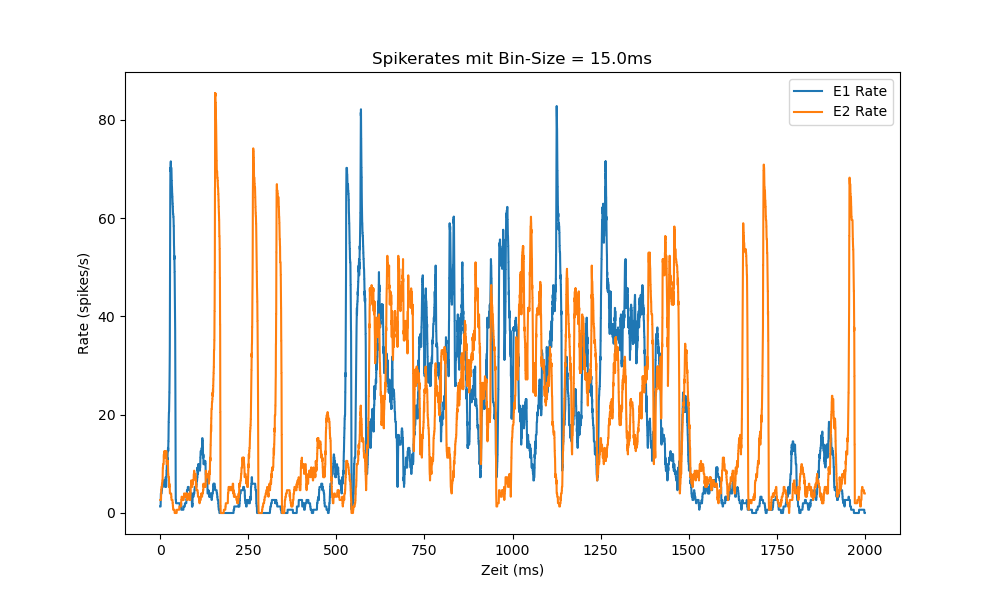 Spikerates mit Bin-Size = 15.0ms
E1 Rate
E2 Rate
Rate (spikes/s)
80
60
40
20
0
0 250 500 750 1000 1250 1500 1750 2000
Zeit (ms)